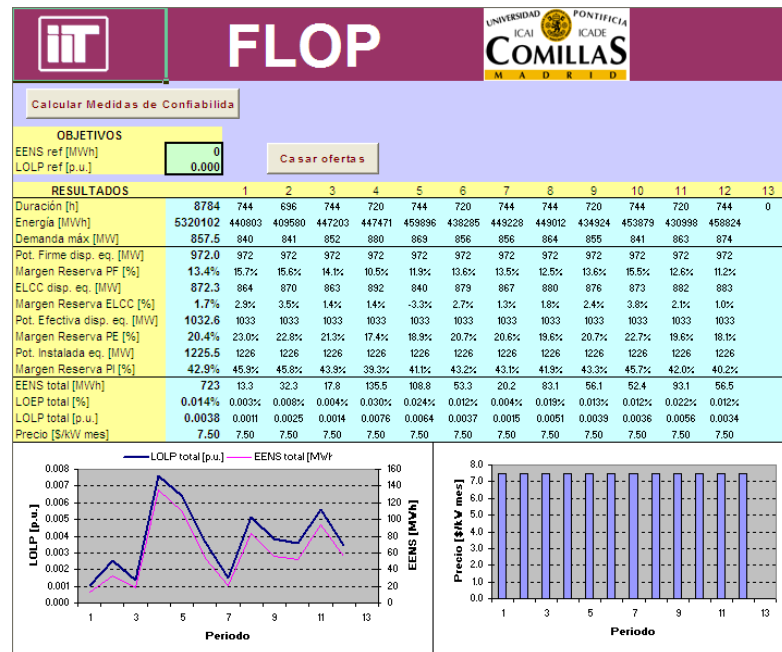 iiT
FLOP
UNIVERSIDAD PONTIFICIA
ICAI ICADE
COMILLAS
M A D R I D
Calcular Medidas de Confiabilida
OBJETIVOS
EENS ref [MWh] 0
LOLP ref [p.u.] 0.000
Casar ofertas
RESULTADOS 1 2 3 4 5 6 7 8 9 10 11 12 13
Duración [h] 8784 744 696 744 720 744 720 744 744 720 744 720 744 0
Energía [MWh] 5320102 440803 409580 447203 447471 459896 438285 449228 449012 434924 453879 430998 458824
Demanda máx [MW] 857.5 840 841 852 880 869 856 856 864 855 841 863 874
Pot. Firme disp. eq. [MW] 972.0 972 972 972 972 972 972 972 972 972 972 972 972
Margen Reserva PF [%] 13.4% 15.7% 15.6% 14.1% 10.5% 11.9% 13.6% 13.5% 12.5% 13.6% 15.5% 12.6% 11.2%
ELCC disp. eq. [MW] 872.3 864 870 863 892 840 879 867 880 876 873 882 883
Margen Reserva ELCC [%] 1.7% 2.9% 3.5% 1.4% 1.4% -3.3% 2.7% 1.3% 1.8% 2.4% 3.8% 2.1% 1.0%
Pot. Efectiva disp. eq. [MW] 1032.6 1033 1033 1033 1033 1033 1033 1033 1033 1033 1033 1033 1033
Margen Reserva PE [%] 20.4% 23.0% 22.8% 21.3% 17.4% 18.9% 20.7% 20.6% 19.6% 20.7% 22.7% 19.6% 18.1%
Pot. Instalada eq. [MW] 1225.5 1226 1226 1226 1226 1226 1226 1226 1226 1226 1226 1226 1226
Margen Reserva PI [%] 42.9% 45.9% 45.8% 43.9% 39.3% 41.1% 43.2% 43.1% 41.9% 43.3% 45.7% 42.0% 40.2%
EENS total [MWh] 723 13.3 32.3 17.8 135.5 108.8 53.3 20.2 83.1 56.1 52.4 93.1 56.5
LOEP total [%] 0.014% 0.003% 0.008% 0.004% 0.030% 0.024% 0.012% 0.004% 0.019% 0.013% 0.012% 0.022% 0.012%
LOLP total [p.u.] 0.0038 0.0011 0.0025 0.0014 0.0076 0.0064 0.0037 0.0015 0.0051 0.0039 0.0036 0.0056 0.0034
Precio [$/kW mes] 7.50 7.50 7.50 7.50 7.50 7.50 7.50 7.50 7.50 7.50 7.50 7.50 7.50
LOLP total [p.u.] EENS total [MWh
LOLP [p.u.]
0.008
0.007
0.006
0.005
0.004
0.003
0.002
0.001
0.000
160
140
120
100
80
60
40
20
0
EENS [MWh]
1 3 5 7 9 11 13
Periodo
Precio [$/kW mes]
8.0
7.0
6.0
5.0
4.0
3.0
2.0
1.0
0.0
1 3 5 7 9 11 13
Periodo